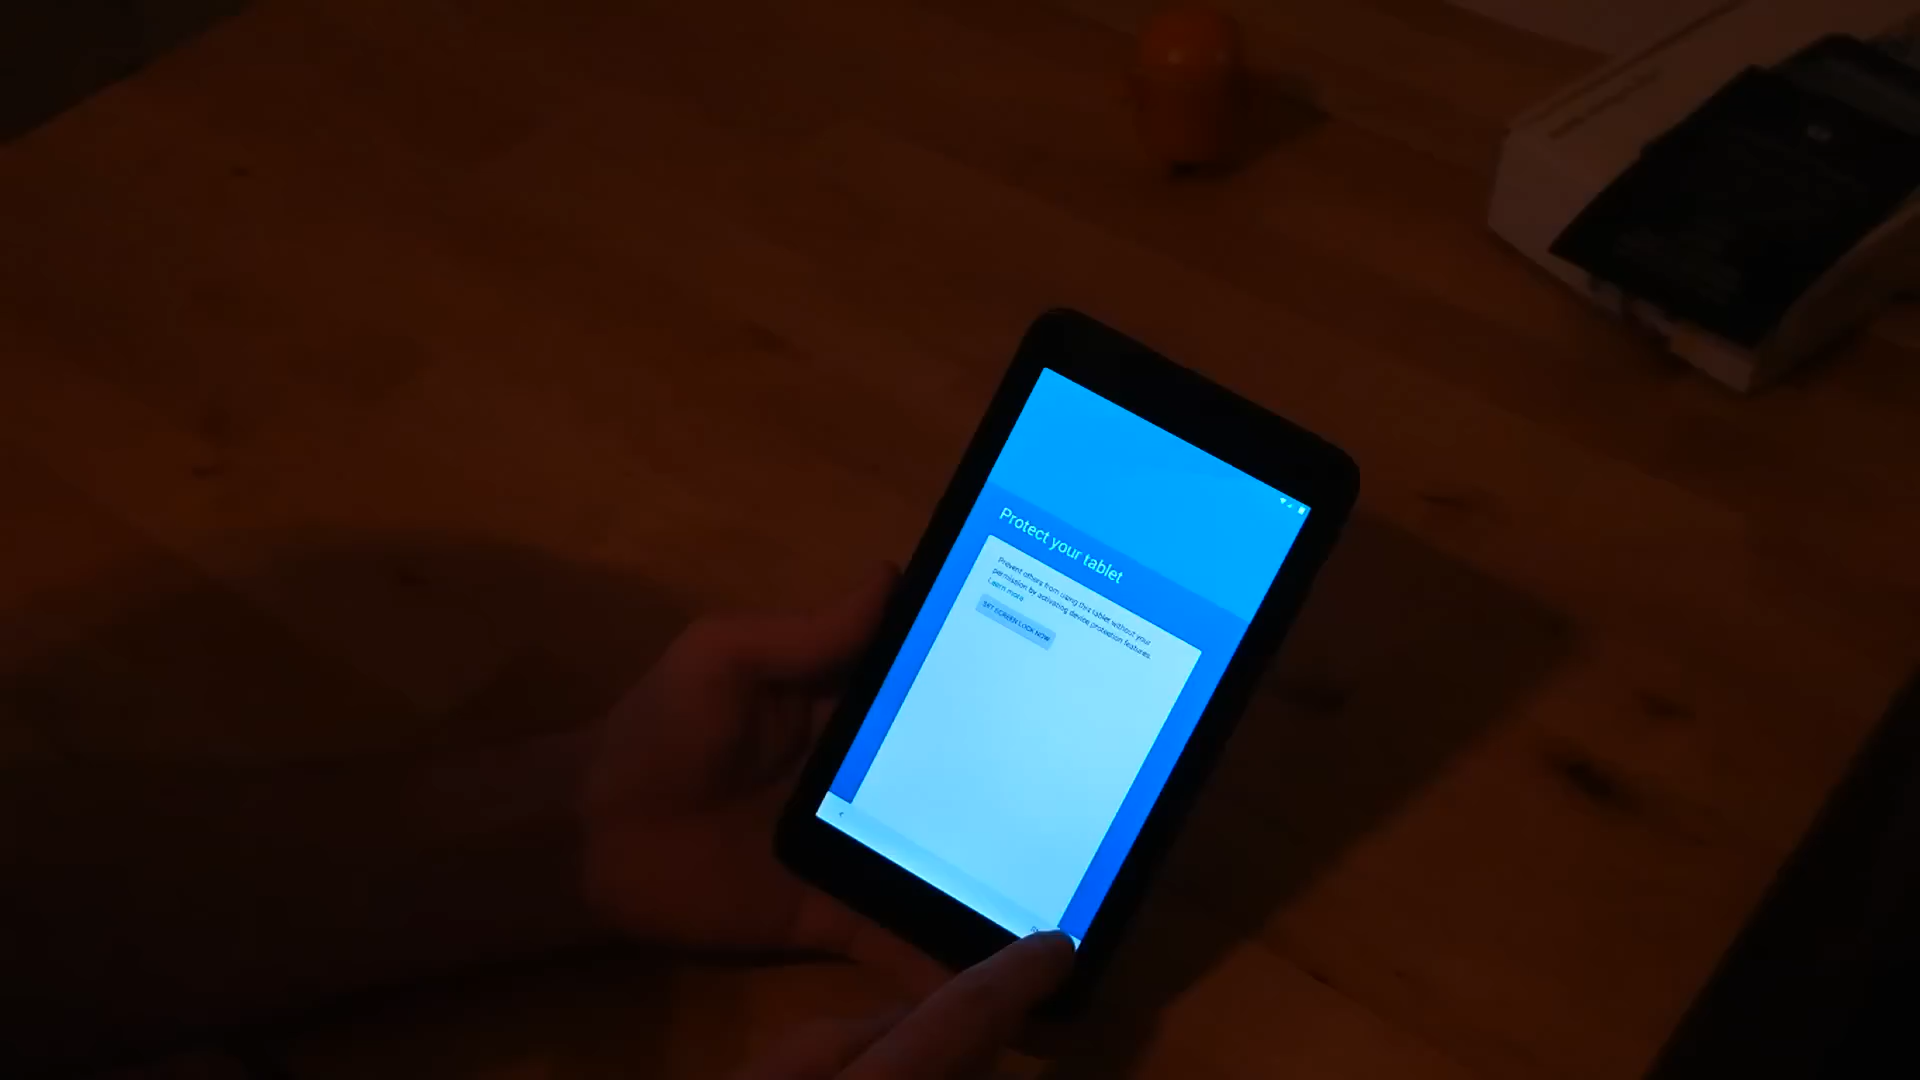 Protect your tablet
Prevent others from using this tablet without your
permission by activating device protection features.
Learn more
SET SCREEN LOCK NOW